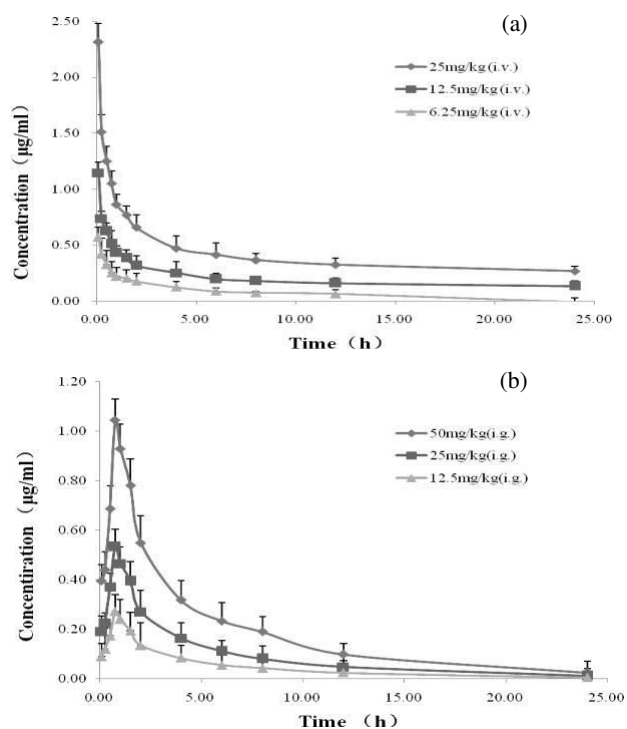 (a)
2.50
2.00
1.50
1.00
0.50
0.00
Concentration (μg/ml)
25mg/kg(i.v.)
12.5mg/kg(i.v.)
6.25mg/kg(i.v.)
0.00 5.00 10.00 15.00 20.00 25.00
Time (h)
(b)
1.20
1.00
0.80
0.60
0.40
0.20
0.00
Concentiration (μg/ml)
50mg/kg(i.g.)
25mg/kg(i.g.)
12.5mg/kg(i.g.)
0.00 5.00 10.00 15.00 20.00 25.00
Time (h)